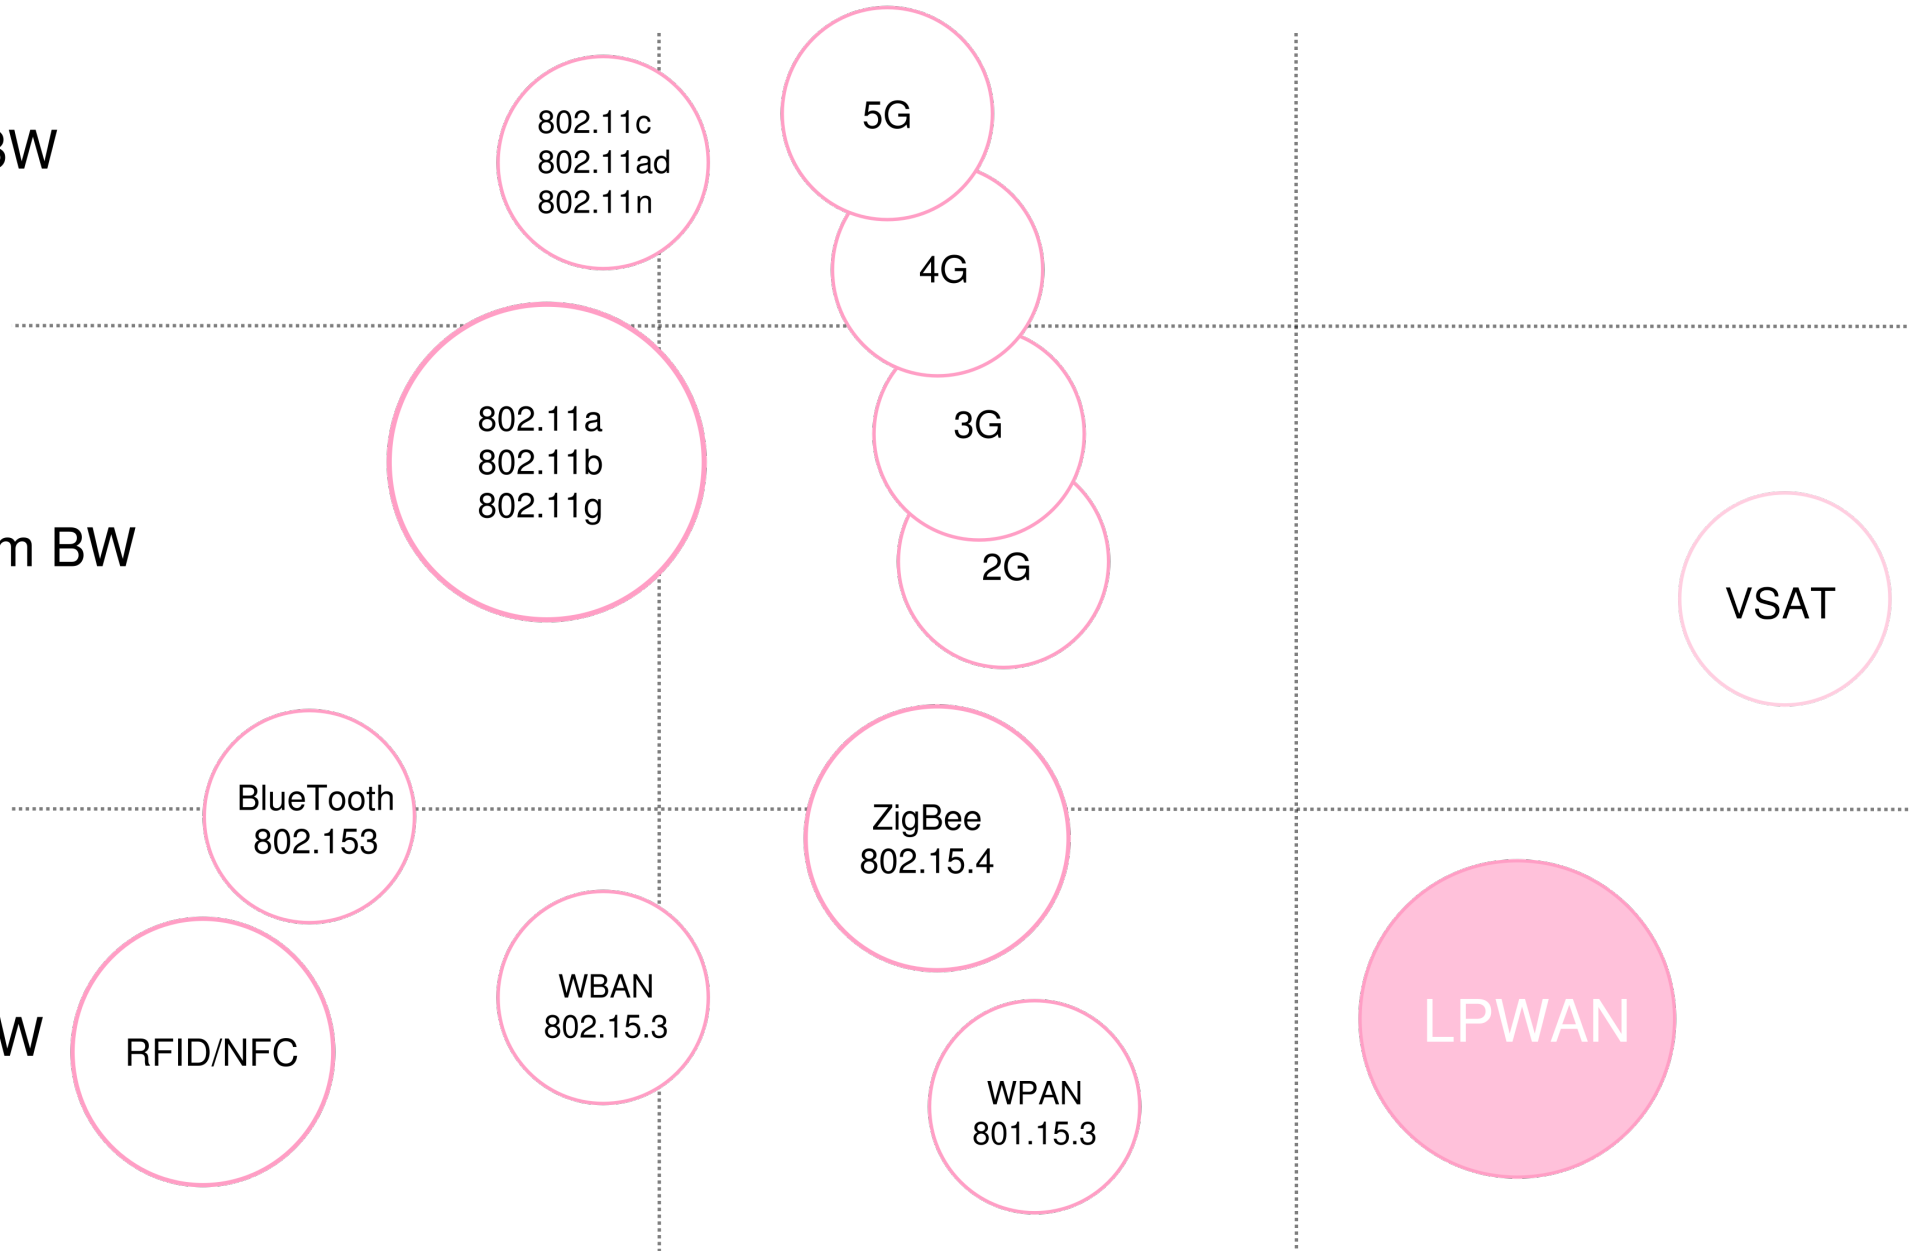 5G
802.11c
802.11ad
802.11n
BW
4G
802.11a
802.11b
802.11g
3G
m BW
2G
VSAT
BlueTooth
802.153
ZigBee
802.15.4
WBAN
802.15.3
W
RFID/NFC
LPWAN
WPAN
801.15.3